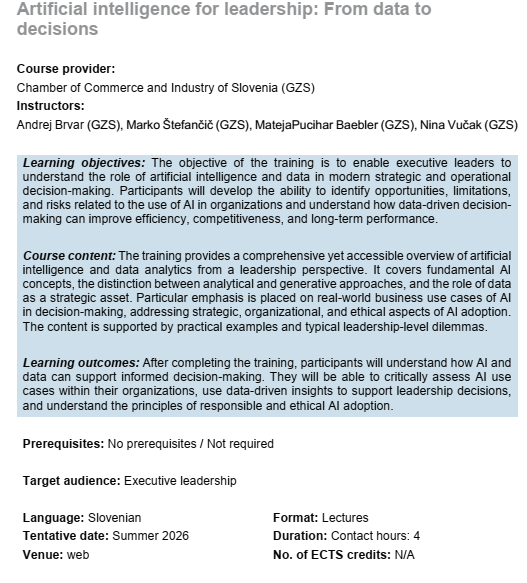 Artificial intelligence for leadership: From data to
decisions
Course provider:
Chamber of Commerce and Industry of Slovenia (GZS)
Instructors:
Andrej Brvar (GZS), Marko Štefančič (GZS), MatejaPucihar Baebler (GZS), Nina Vučak (GZS)
Learning objectives: The objective of the training is to enable executive leaders to
understand the role of artificial intelligence and data in modern strategic and operational
decision-making. Participants will develop the ability to identify opportunities, limitations,
and risks related to the use of AI in organizations and understand how data-driven decision-
making can improve efficiency, competitiveness, and long-term performance.
Course content: The training provides a comprehensive yet accessible overview of artificial
intelligence and data analytics from a leadership perspective. It covers fundamental AI
concepts, the distinction between analytical and generative approaches, and the role of data
as a strategic asset. Particular emphasis is placed on real-world business use cases of AI
in decision-making, addressing strategic, organizational, and ethical aspects of AI adoption.
The content is supported by practical examples and typical leadership-level dilemmas.
Learning outcomes: After completing the training, participants will understand how AI and
data can support informed decision-making. They will be able to critically assess AI use
cases within their organizations, use data-driven insights to support leadership decisions,
and understand the principles of responsible and ethical AI adoption.
Prerequisites: No prerequisites / Not required
Target audience: Executive leadership
Language: Slovenian
Format: Lectures
Tentative date: Summer 2026
Duration: Contact hours: 4
Venue: web
No. of ECTS credits: N/A